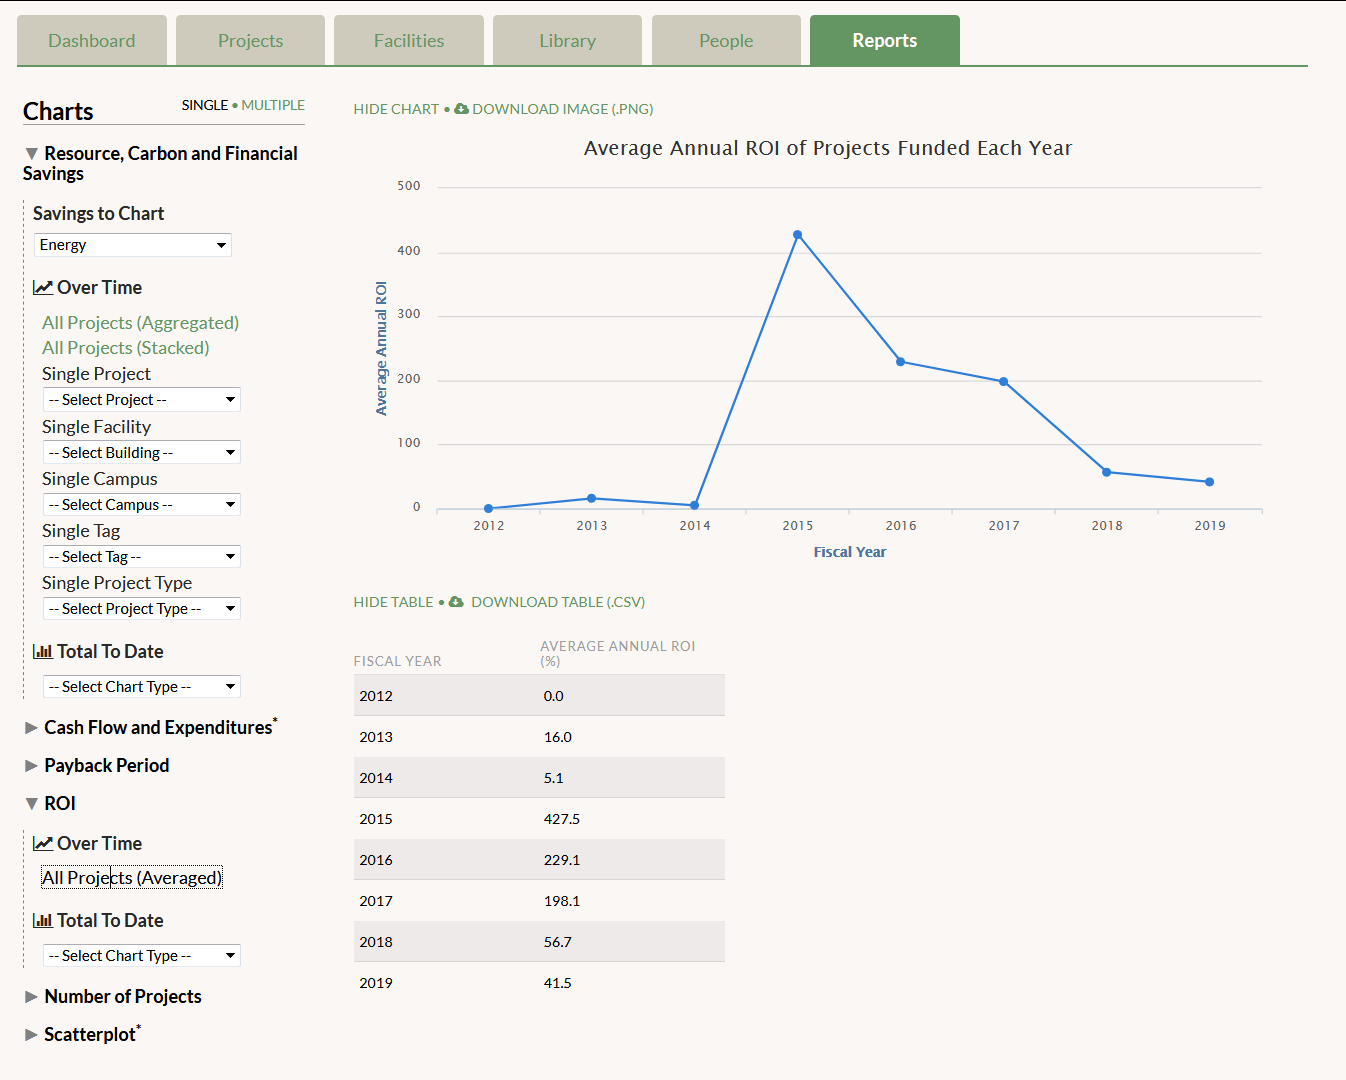 Dashboard
Projects
Facilities
Library
People
Reports
Charts
SINGLE • MULTIPLE
Resource, Carbon and Financial
Savings
Savings to Chart
Energy
Over Time
All Projects (Aggregated)
All Projects (Stacked)
Single Project
-- Select Project --
Single Facility
-- Select Building --
Single Campus
-- Select Campus --
Single Tag
-- Select Tag --
Single Project Type
-- Select Project Type --
Total To Date
-- Select Chart Type --
Cash Flow and Expenditures*
Payback Period
ROI
Over Time
All Projects (Averaged)
Total To Date
-- Select Chart Type --
Number of Projects
Scatterplot*
HIDE CHART • DOWNLOAD IMAGE (.PNG)
Average Annual ROI of Projects Funded Each Year
Average Annual ROI
500
400
300
200
100
0
2012 2013 2014 2015 2016 2017 2018 2019
Fiscal Year
HIDE TABLE • DOWNLOAD TABLE (.CSV)
FISCAL YEAR
AVERAGE ANNUAL ROI
(%)
2012 0.0
2013 16.0
2014 5.1
2015 427.5
2016 229.1
2017 198.1
2018 56.7
2019 41.5